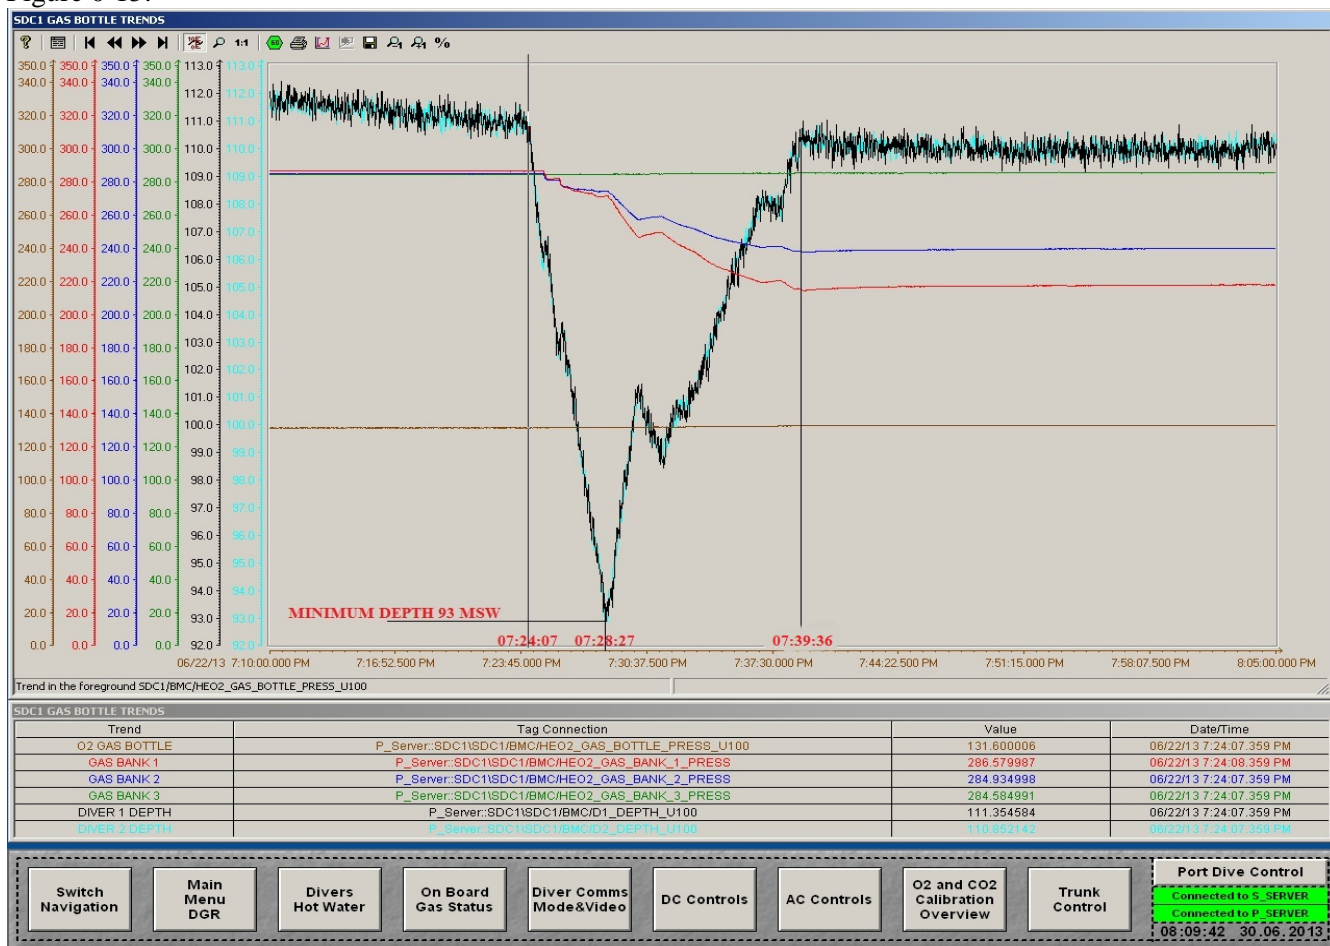 SDC1 GAS BOTTLE TRENDS
1:1 60 %
350.0 350.0 350.0 350.0 113.0 113.0
340.0 340.0 340.0 340.0 112.0 112.0
320.0 320.0 320.0 320.0 111.0 111.0
300.0 300.0 300.0 300.0 110.0 110.0
280.0 280.0 280.0 280.0 109.0 109.0
260.0 260.0 260.0 260.0 108.0 108.0
240.0 240.0 240.0 240.0 107.0 107.0
220.0 220.0 220.0 220.0 106.0 106.0
200.0 200.0 200.0 200.0 105.0 105.0
180.0 180.0 180.0 180.0 104.0 104.0
160.0 160.0 160.0 160.0 103.0 103.0
140.0 140.0 140.0 140.0 102.0 102.0
120.0 120.0 120.0 120.0 101.0 101.0
100.0 100.0 100.0 100.0 100.0 100.0
80.0 80.0 80.0 80.0 99.0 99.0
60.0 60.0 60.0 60.0 98.0 98.0
40.0 40.0 40.0 40.0 97.0 97.0
20.0 20.0 20.0 20.0 96.0 96.0
0.0 0.0 0.0 0.0 95.0 95.0
94.0 94.0
93.0 93.0
92.0 92.0
MINIMUM DEPTH 93 MSW
07:24:07 07:28:27 07:39:36
06/22/13 7:10:00.000 PM 7:16:52.500 PM 7:23:45.000 PM 7:30:37.500 PM 7:37:30.000 PM 7:44:22.500 PM 7:51:15.000 PM 7:58:07.500 PM 8:05:00.000 PM
Trend in the foreground SDC1/BMC/HEO2_GAS_BOTTLE_PRESS_U100
SDC1 GAS BOTTLE TRENDS
Trend Tag Connection Value Date/Time
O2 GAS BOTTLE P_Server::SDC1\SDC1/BMC/HEO2_GAS_BOTTLE_PRESS_U100 131.600006 06/22/13 7:24:07.359 PM
GAS BANK 1 P_Server::SDC1\SDC1/BMC/HEO2_GAS_BANK_1_PRESS 286.579987 06/22/13 7:24:08.359 PM
GAS BANK 2 P_Server::SDC1\SDC1/BMC/HEO2_GAS_BANK_2_PRESS 284.934998 06/22/13 7:24:07.359 PM
GAS BANK 3 P_Server::SDC1\SDC1/BMC/HEO2_GAS_BANK_3_PRESS 284.584991 06/22/13 7:24:07.359 PM
DIVER 1 DEPTH P_Server::SDC1\SDC1/BMC/D1_DEPTH_U100 111.354584 06/22/13 7:24:07.359 PM
DIVER 2 DEPTH P_Server::SDC1\SDC1/BMC/D2_DEPTH_U100 110.852142 06/22/13 7:24:07.359 PM
Switch
Navigation
Main
Menu
DGR
Divers
Hot Water
On Board
Gas Status
Diver Comms
Mode&Video
DC Controls
AC Controls
O2 and CO2
Calibration
Overview
Trunk
Control
Port Dive Control
Connected to S_SERVER
Connected to P_SERVER
08:09:42 30.06.2013